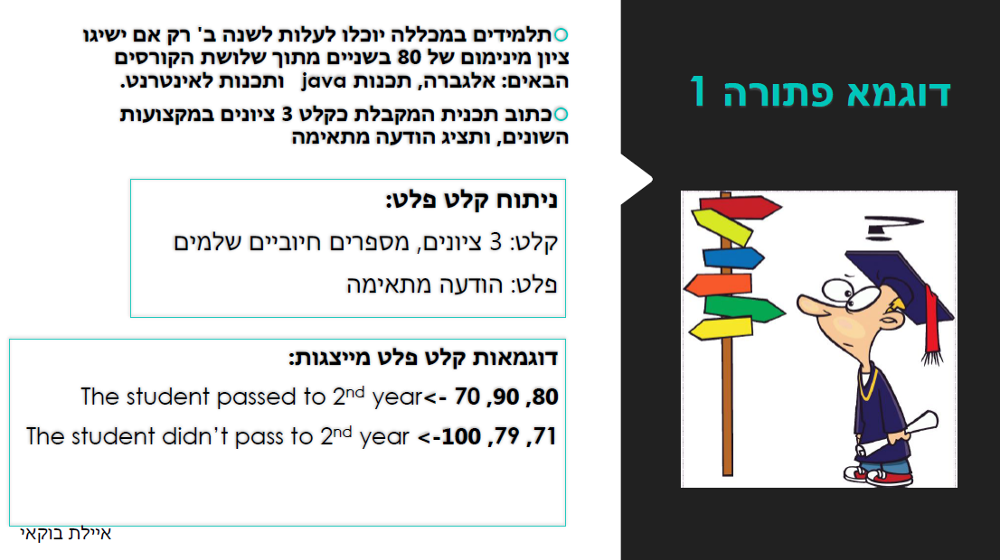 דוגמא פתורה 1
תלמידים במכללה יוכלו לעלות לשנה ב' רק אם ישיגו
ציון מינימום של 80 בשניים מתוך שלושת הקורסים
הבאים: אלגברה, תכנות java ותכנות לאינטרנט.
כתוב תכנית המקבלת כקלט 3 ציונים במקצועות
השונים, ותציג הודעה מתאימה
ניתוח קלט פלט:
קלט: 3 ציונים, מספרים חיוביים שלמים
פלט: הודעה מתאימה
דוגמאות קלט פלט מייצגות:
80, 90, 70 -> The student passed to 2nd year
71, 79, 100-> The student didn't pass to 2nd year
איילת בוקאי